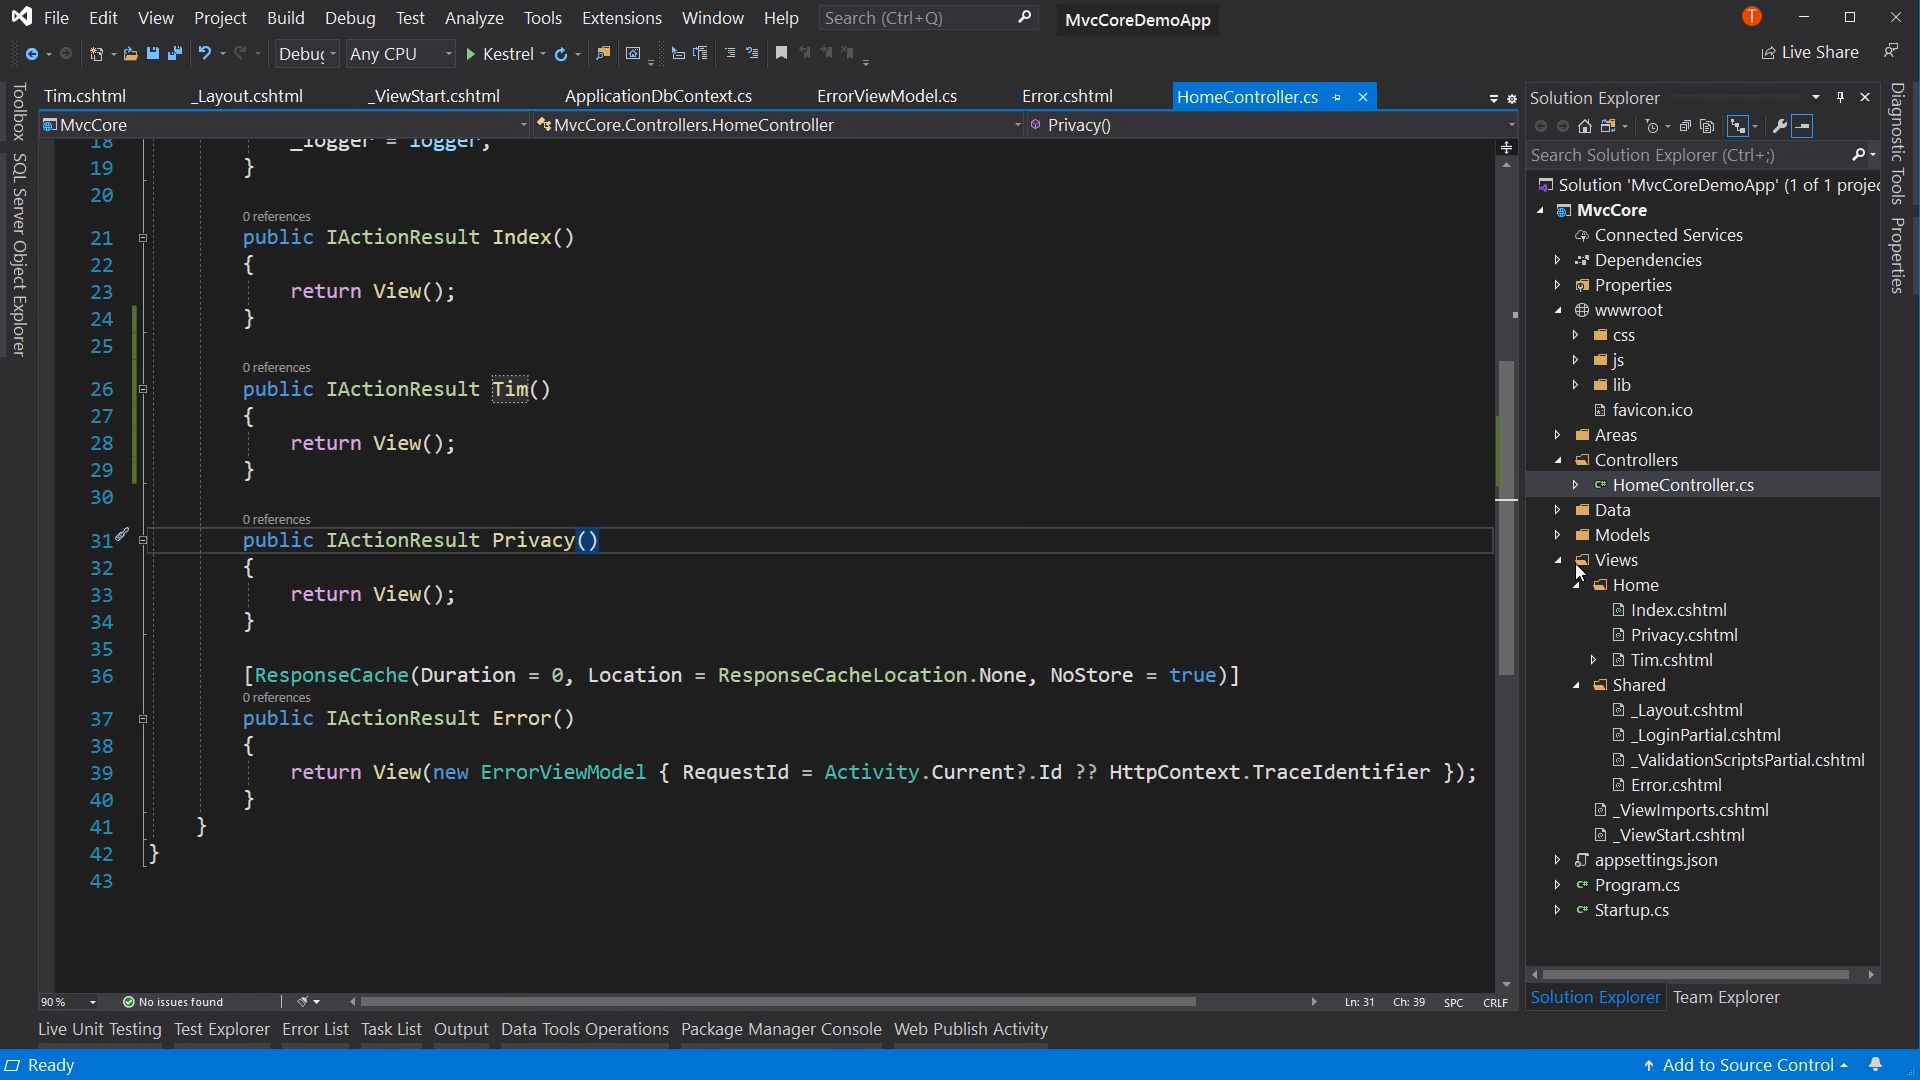 File Edit View Project Build Debug Test Analyze Tools Extensions Window Help Search (Ctrl+Q) MvcCoreDemoApp T
Debug Any CPU Kestrel Live Share
Tim.cshtml _Layout.cshtml _ViewStart.cshtml ApplicationDbContext.cs ErrorViewModel.cs Error.cshtml HomeController.cs
MvcCore MvcCore.Controllers.HomeController Privacy()
Toolbox
SQL Server Object Explorer
18 _logger = logger;
19 }
20
0 references
21 public IActionResult Index()
22 {
23 return View();
24 }
25
0 references
26 public IActionResult Tim()
27 {
28 return View();
29 }
30
0 references
31 public IActionResult Privacy()
32 {
33 return View();
34 }
35
36 [ResponseCache(Duration = 0, Location = ResponseCacheLocation.None, NoStore = true)]
0 references
37 public IActionResult Error()
38 {
39 return View(new ErrorViewModel { RequestId = Activity.Current?.Id ?? HttpContext.TraceIdentifier });
40 }
41 }
42 }
43
90 % No issues found Ln: 31 Ch: 39 SPC CRLF
Solution Explorer
Search Solution Explorer (Ctrl+;)
Solution 'MvcCoreDemoApp' (1 of 1 projec
MvcCore
Connected Services
Dependencies
Properties
wwwroot
css
js
lib
favicon.ico
Areas
Controllers
C# HomeController.cs
Data
Models
Views
Home
Index.cshtml
Privacy.cshtml
Tim.cshtml
Shared
_Layout.cshtml
_LoginPartial.cshtml
_ValidationScriptsPartial.cshtml
Error.cshtml
_ViewImports.cshtml
_ViewStart.cshtml
appsettings.json
C# Program.cs
C# Startup.cs
Solution Explorer Team Explorer
Diagnostic Tools
Properties
Live Unit Testing Test Explorer Error List Task List Output Data Tools Operations Package Manager Console Web Publish Activity
Ready Add to Source Control